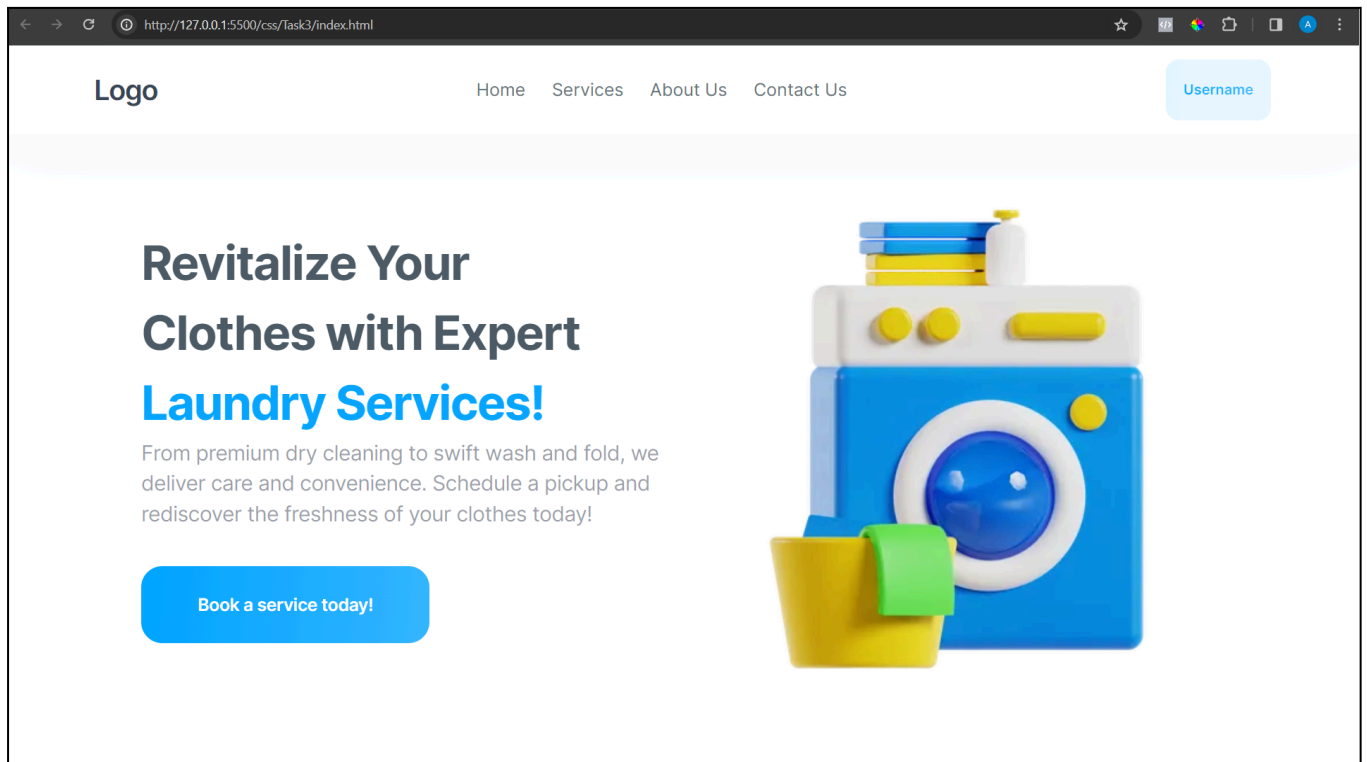 http://127.0.0.1:5500/css/Task3/index.html
A
Logo
Home Services About Us Contact Us
Username
Revitalize Your
Clothes with Expert
Laundry Services!
From premium dry cleaning to swift wash and fold, we
deliver care and convenience. Schedule a pickup and
rediscover the freshness of your clothes today!
Book a service today!